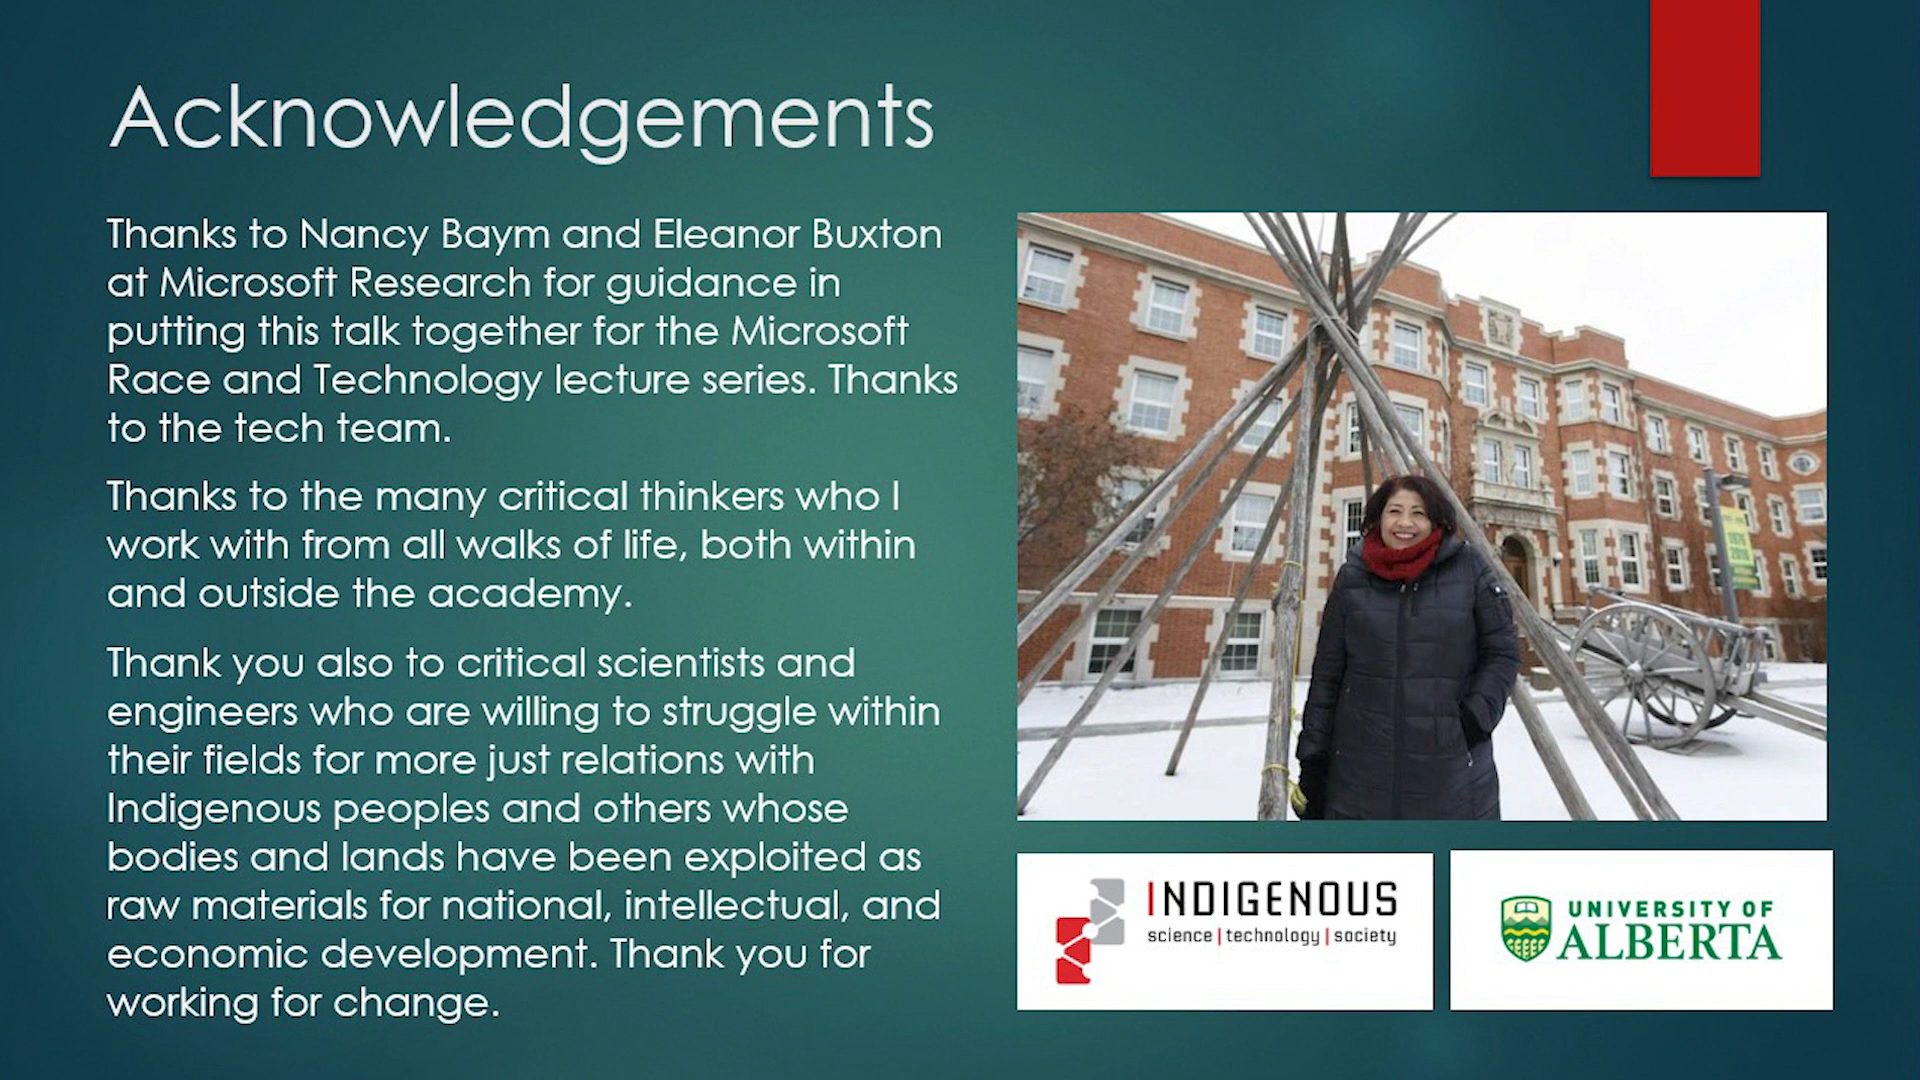 Acknowledgements
Thanks to Nancy Baym and Eleanor Buxton
at Microsoft Research for guidance in
putting this talk together for the Microsoft
Race and Technology lecture series. Thanks
to the tech team.
Thanks to the many critical thinkers who I
work with from all walks of life, both within
and outside the academy.
Thank you also to critical scientists and
engineers who are willing to struggle within
their fields for more just relations with
Indigenous peoples and others whose
bodies and lands have been exploited as
raw materials for national, intellectual, and
economic development. Thank you for
working for change.
INDIGENOUS
science | technology | society
UNIVERSITY OF
ALBERTA